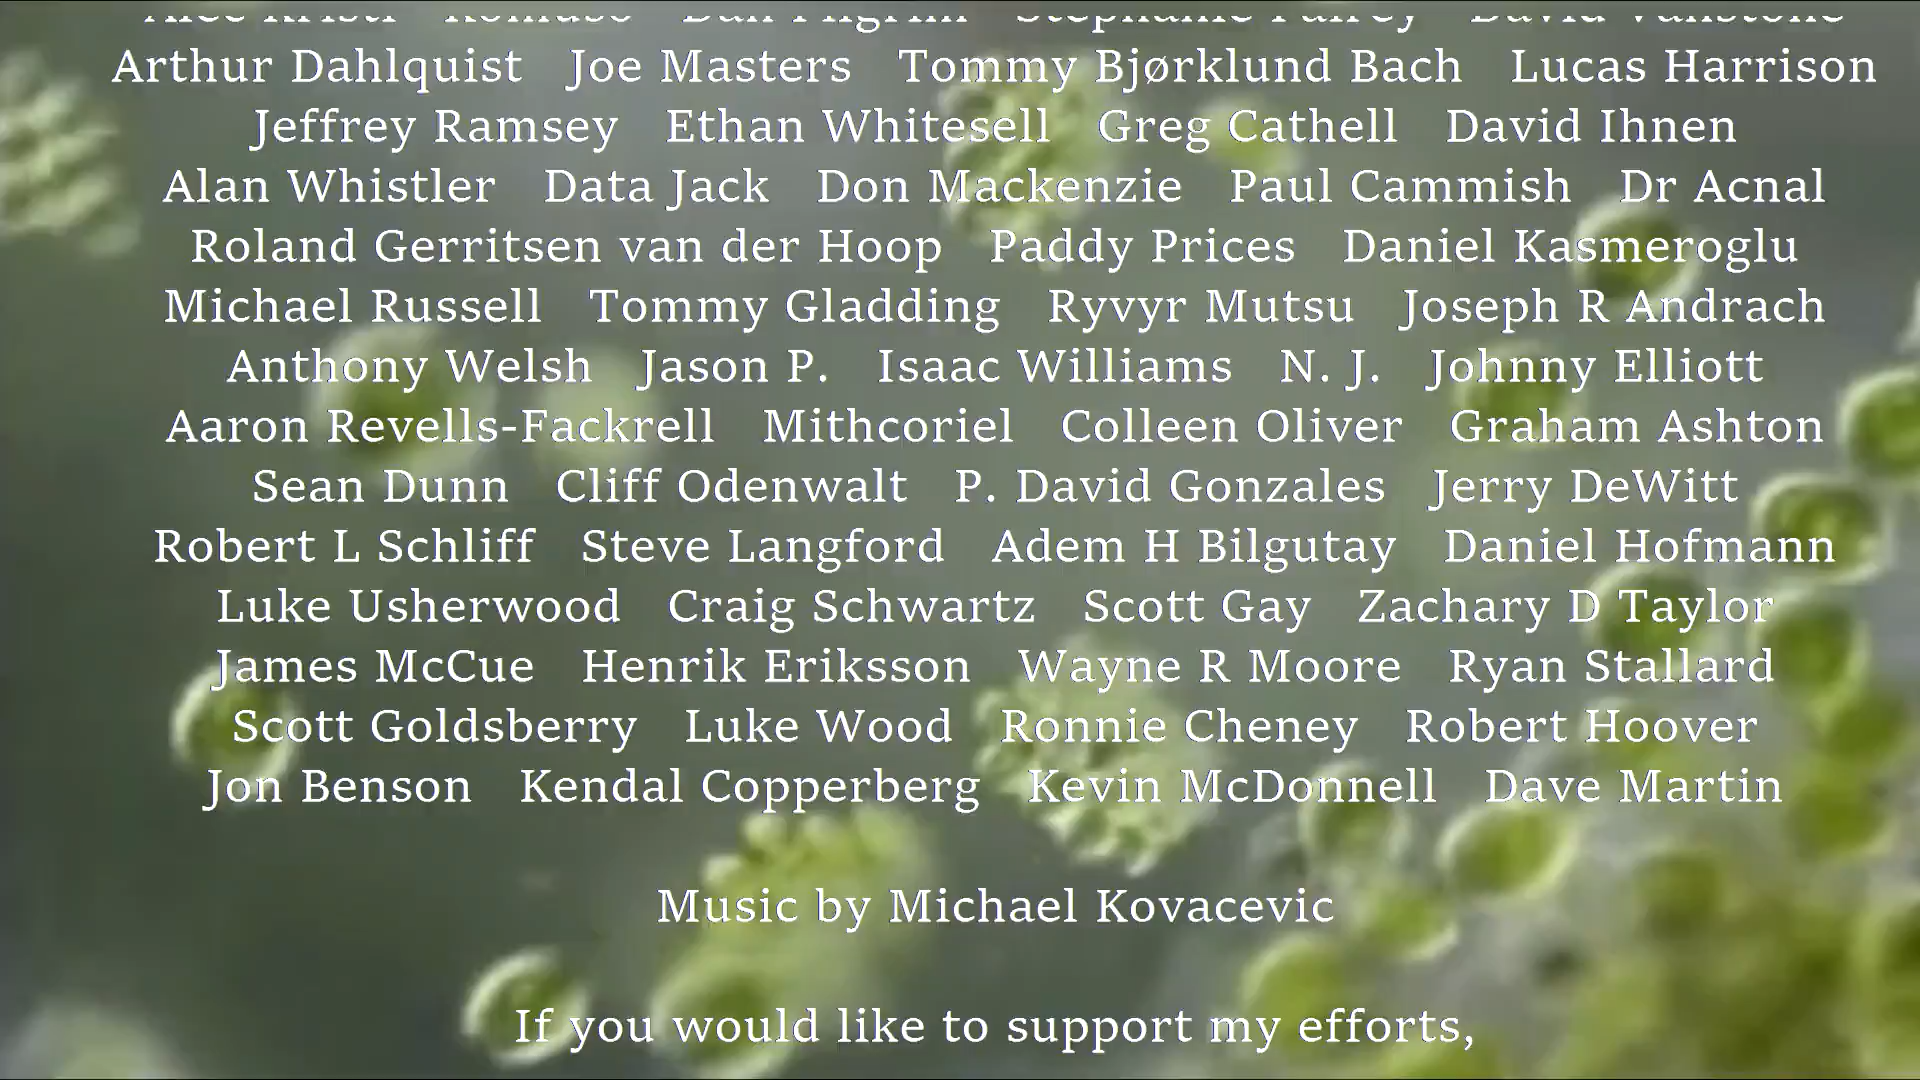 Arthur Dahlquist Joe Masters Tommy Bjørklund Bach Lucas Harrison
Jeffrey Ramsey Ethan Whitesell Greg Cathell David Ihnen
Alan Whistler Data Jack Don Mackenzie Paul Cammish Dr Acnal
Roland Gerritsen van der Hoop Paddy Prices Daniel Kasmeroglu
Michael Russell Tommy Gladding Ryvyr Mutsu Joseph R Andrach
Anthony Welsh Jason P. Isaac Williams N. J. Johnny Elliott
Aaron Revells-Fackrell Mithcoriel Colleen Oliver Graham Ashton
Sean Dunn Cliff Odenwalt P. David Gonzales Jerry DeWitt
Robert L Schliff Steve Langford Adem H Bilgutay Daniel Hofmann
Luke Usherwood Craig Schwartz Scott Gay Zachary D Taylor
James McCue Henrik Eriksson Wayne R Moore Ryan Stallard
Scott Goldsberry Luke Wood Ronnie Cheney Robert Hoover
Jon Benson Kendal Copperberg Kevin McDonnell Dave Martin
Music by Michael Kovacevic
If you would like to support my efforts,